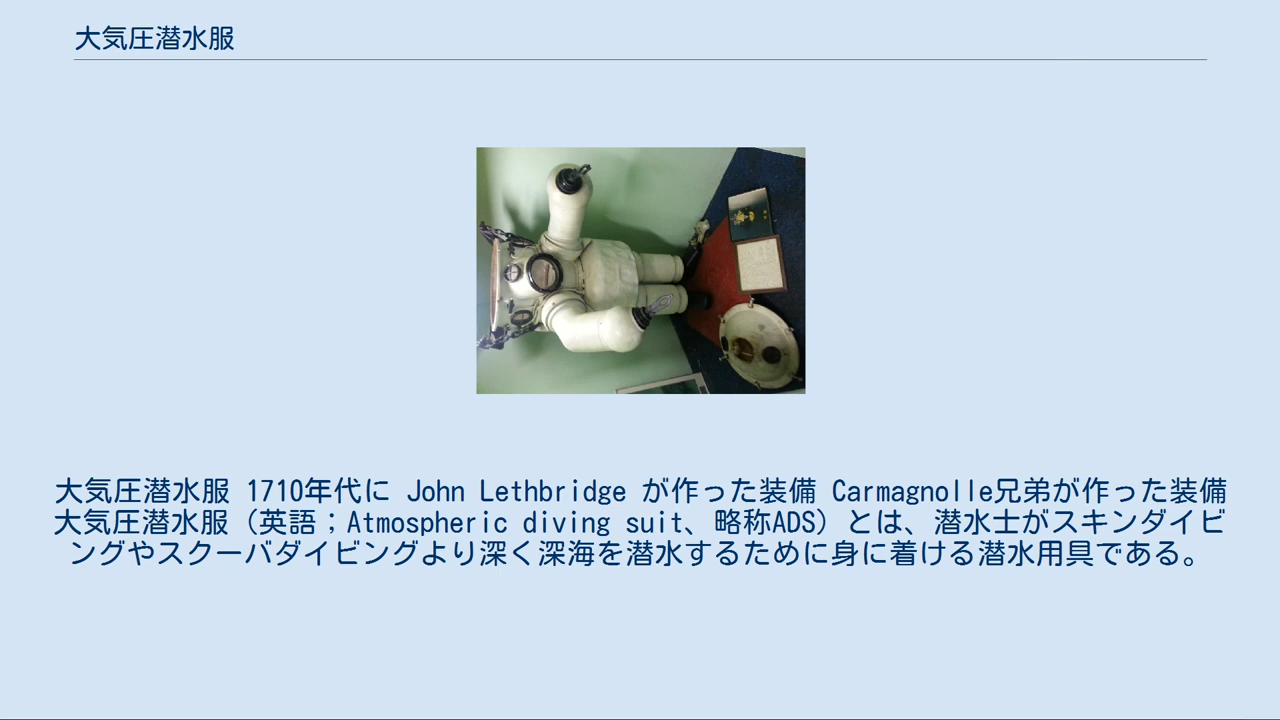 大気圧潜水服
大気圧潜水服 1710年代に John Lethbridge が作った装備 Carmagnolle兄弟が作った装備
大気圧潜水服（英語；Atmospheric diving suit、略称ADS）とは、潜水士がスキンダイビ
ングやスクーバダイビングより深く深海を潜水するために身に着ける潜水用具である。